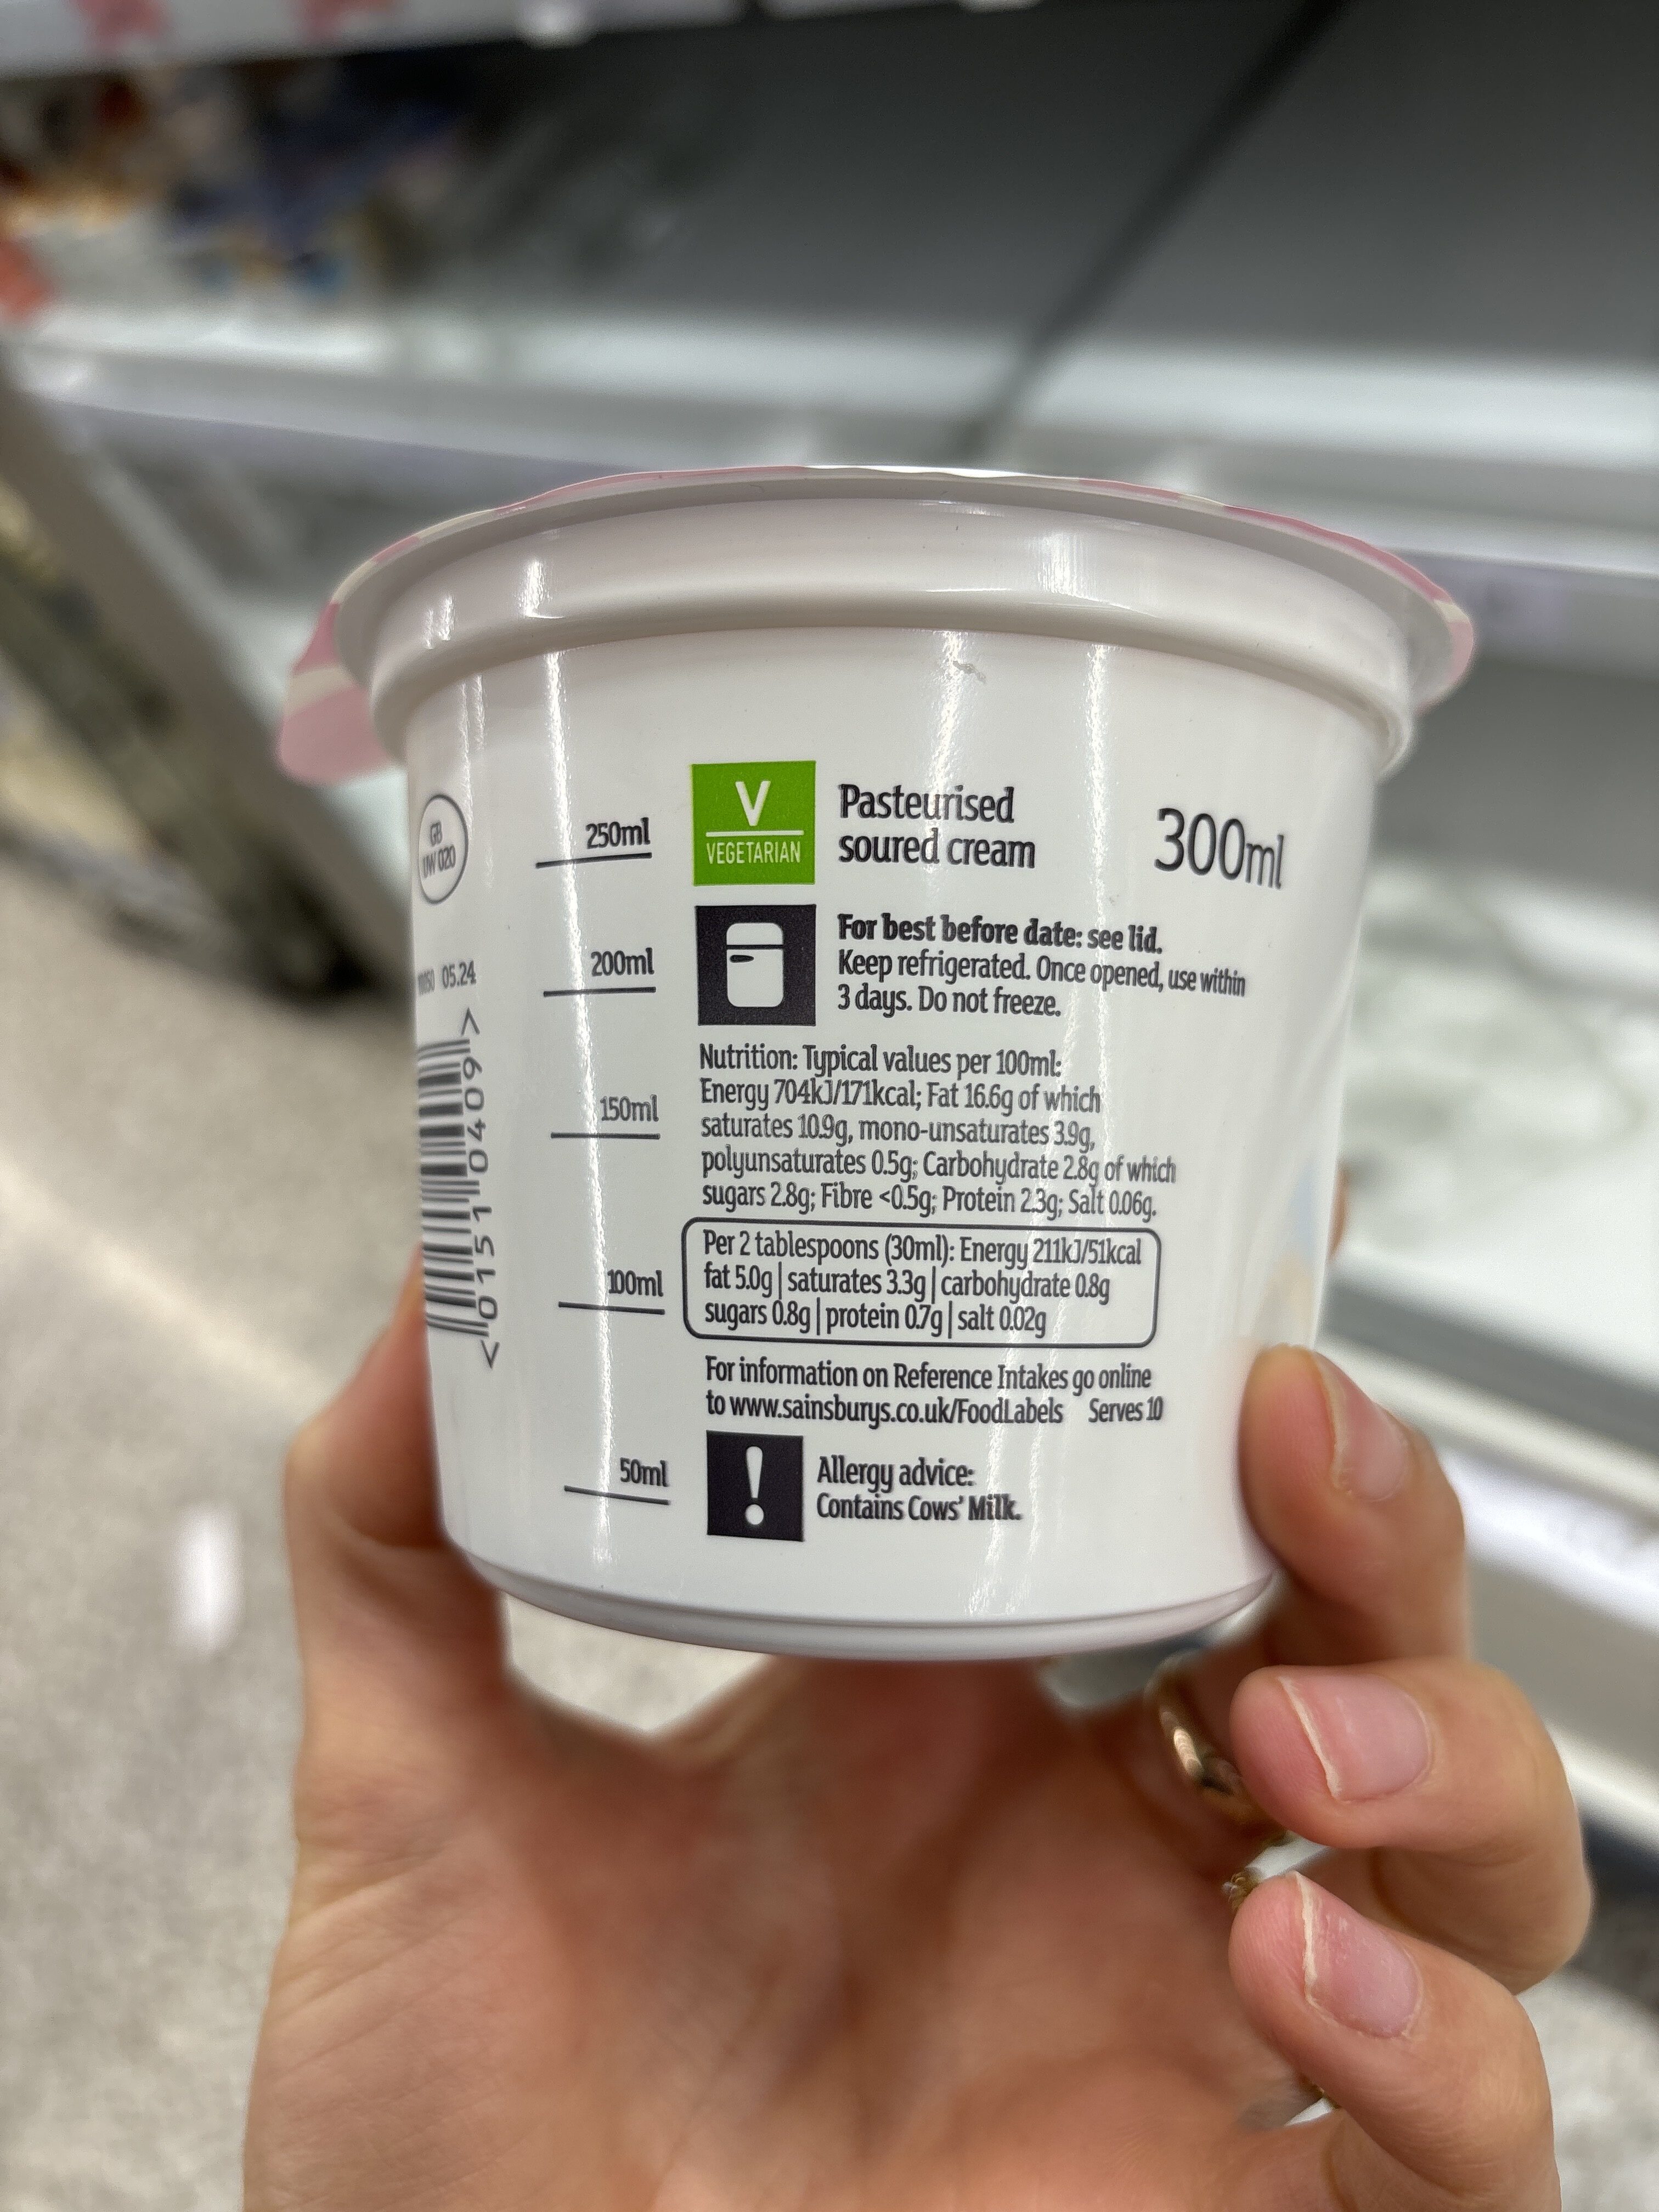 GB
UW 020
05.24
<015110409>
250ml
200ml
150ml
100ml
50ml
V
VEGETARIAN
Pasteurised
soured cream
300ml
For best before date: see lid.
Keep refrigerated. Once opened, use within
3 days. Do not freeze.
Nutrition: Typical values per 100ml:
Energy 704kJ/171kcal; Fat 16.6g of which
saturates 10.9g, mono-unsaturates 3.9g,
polyunsaturates 0.5g; Carbohydrate 2.8g of which
sugars 2.8g; Fibre <0.5g; Protein 2.3g; Salt 0.06g.
Per 2 tablespoons (30ml): Energy 211kJ/51kcal
fat 5.0g | saturates 3.3g | carbohydrate 0.8g
sugars 0.8g | protein 0.7g | salt 0.02g
For information on Reference Intakes go online
to www.sainsburys.co.uk/FoodLabels Serves 10
!
Allergy advice:
Contains Cows' Milk.